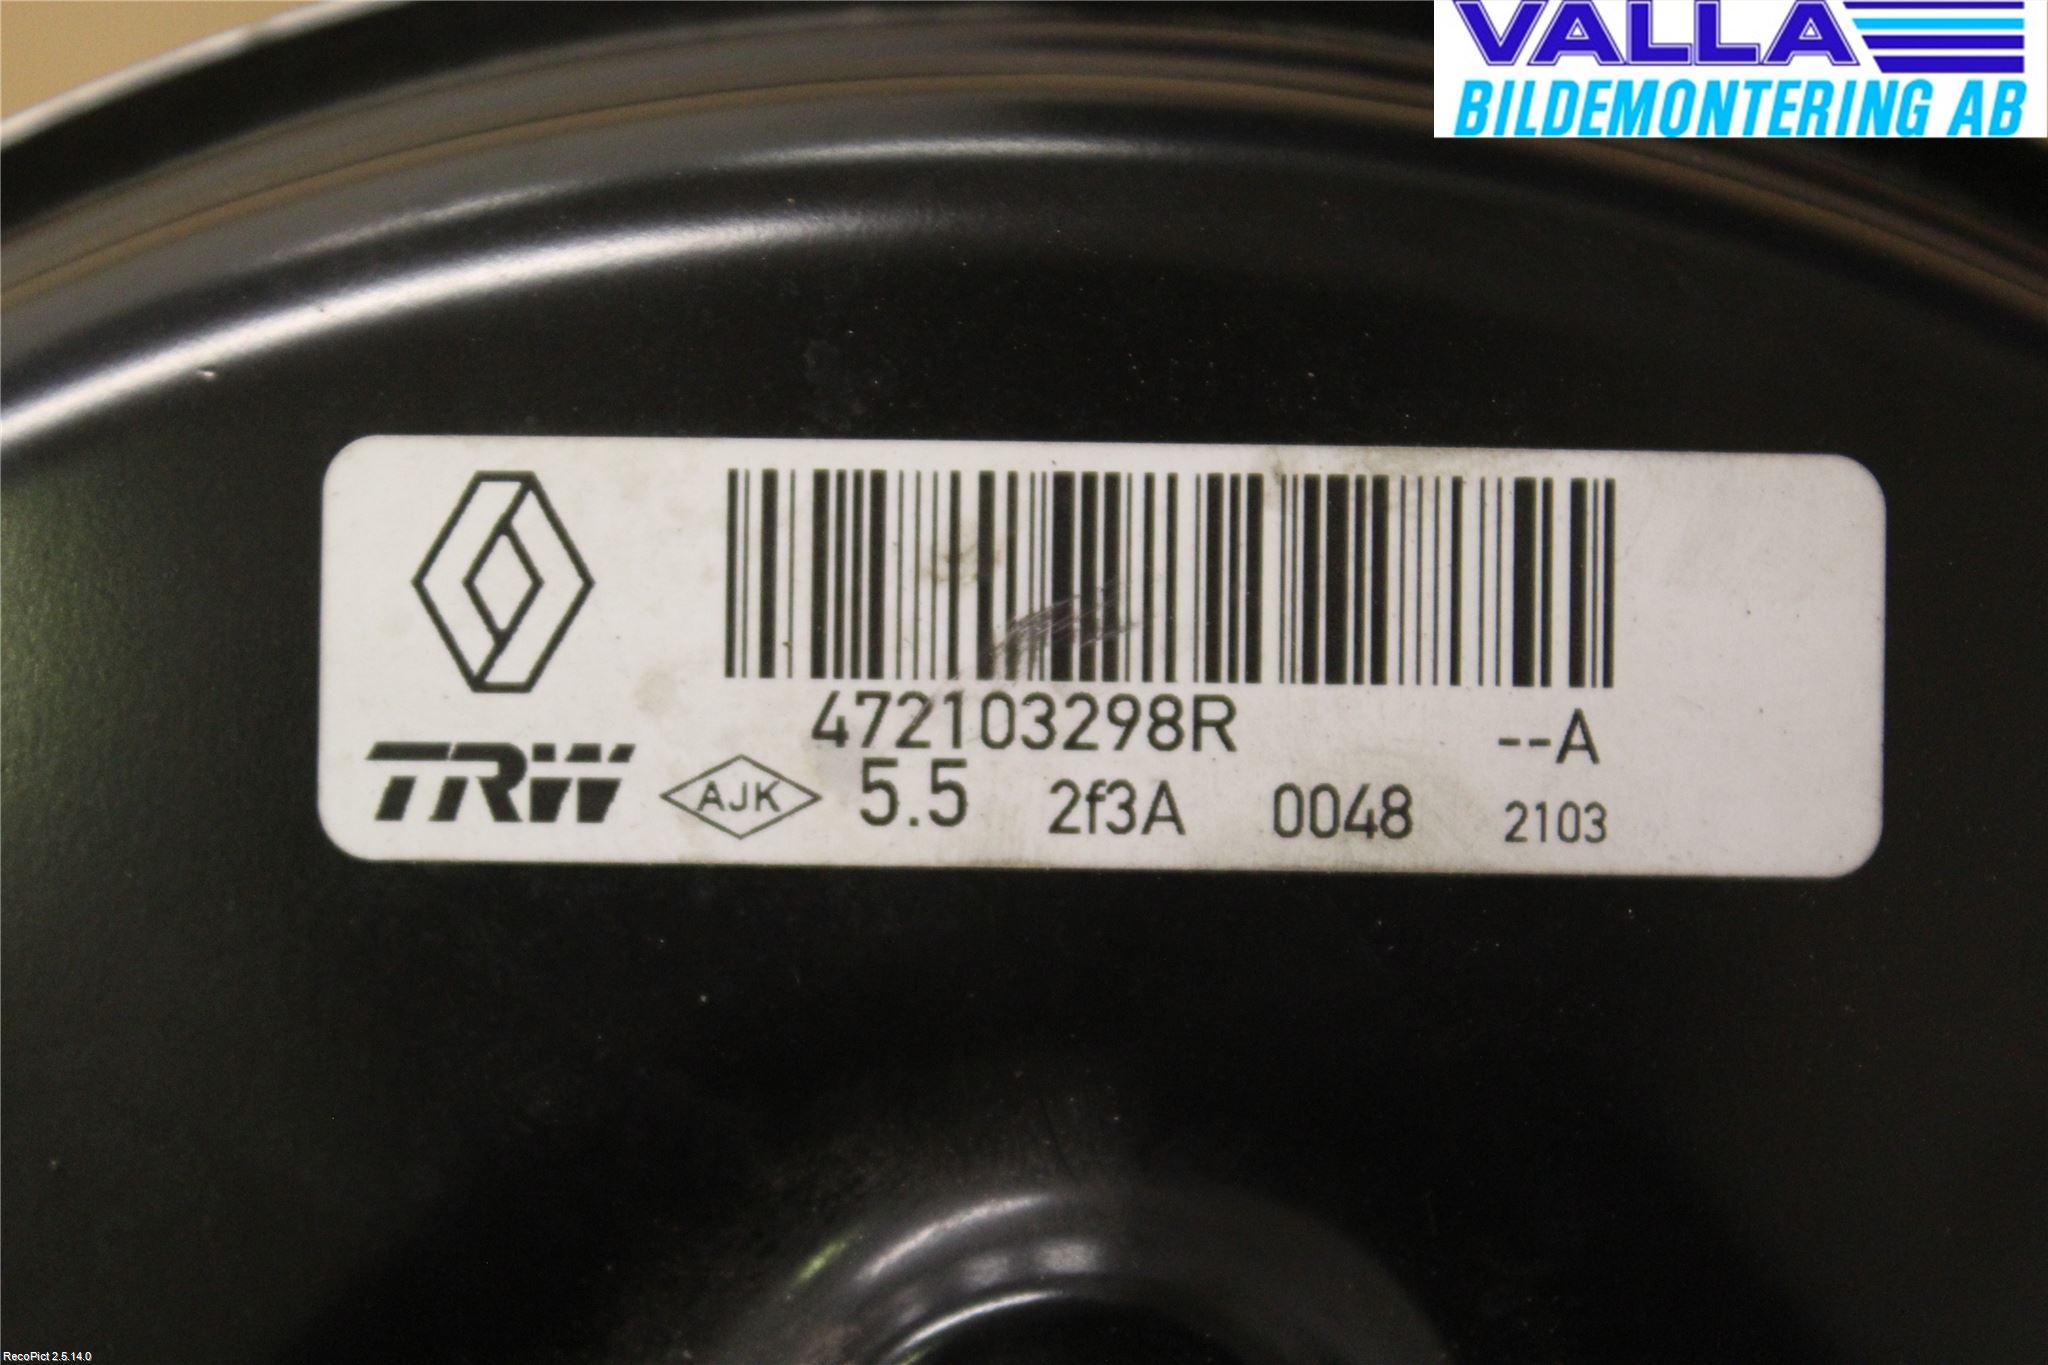 VALLA
BILDEMONTERING AB
472103298R --A
TRW AJK 5.5 2f3A 0048 2103
RecoPict 2.5.14.0